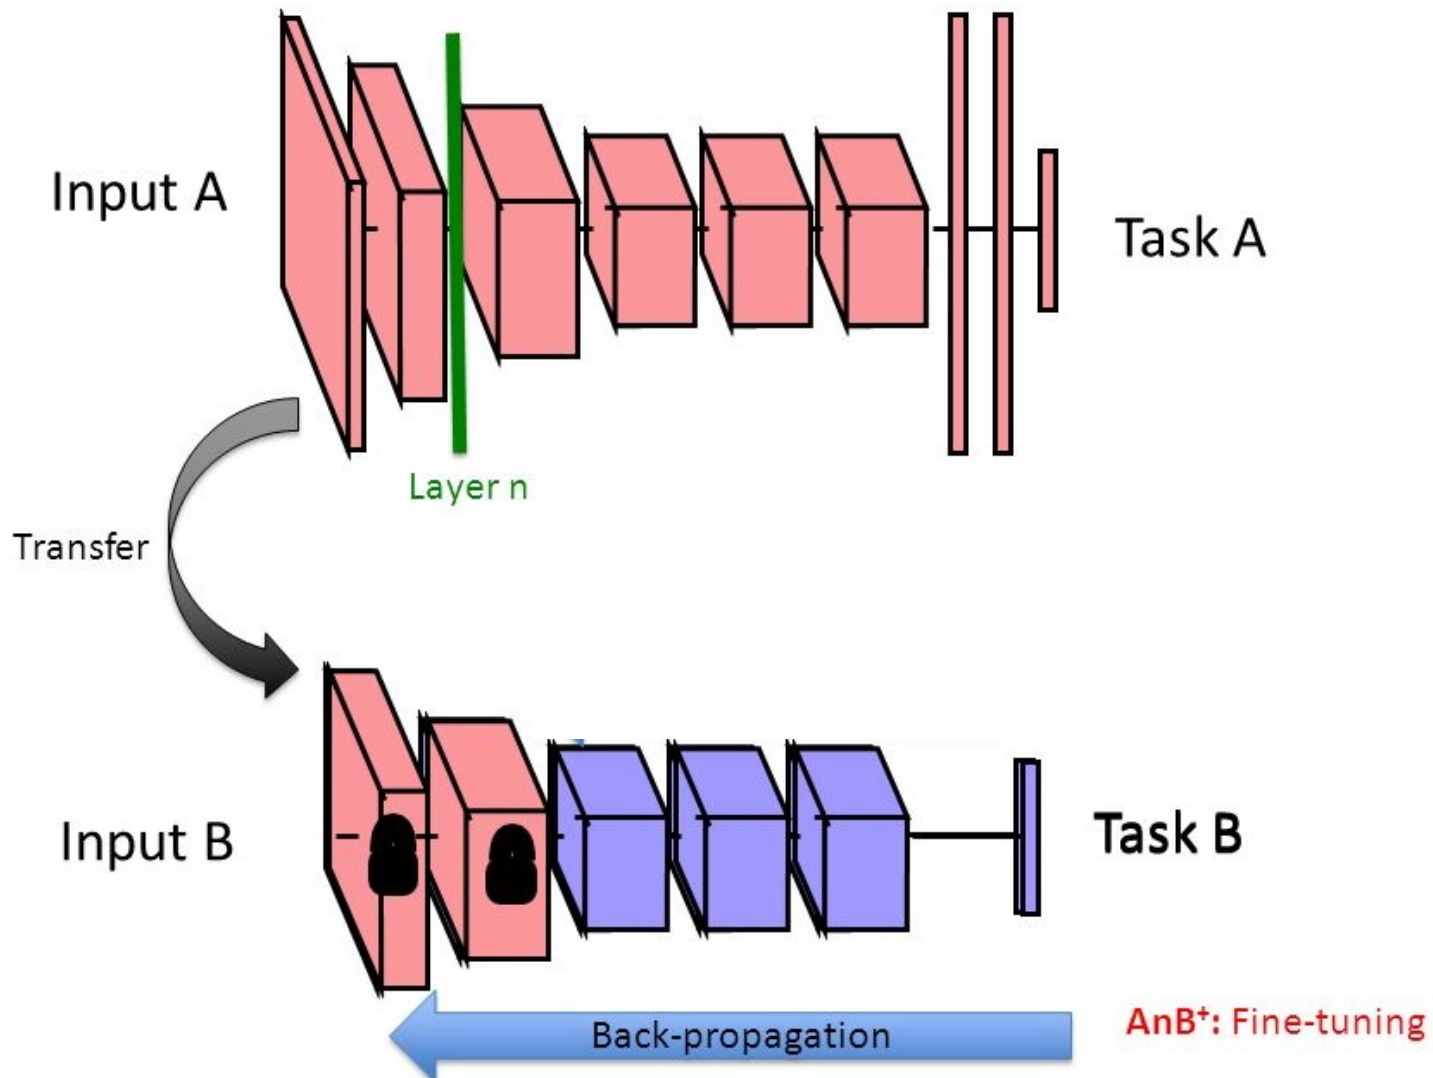 Input A
Task A
Layer n
Transfer
Input B
Task B
Back-propagation
AnB⁺: Fine-tuning